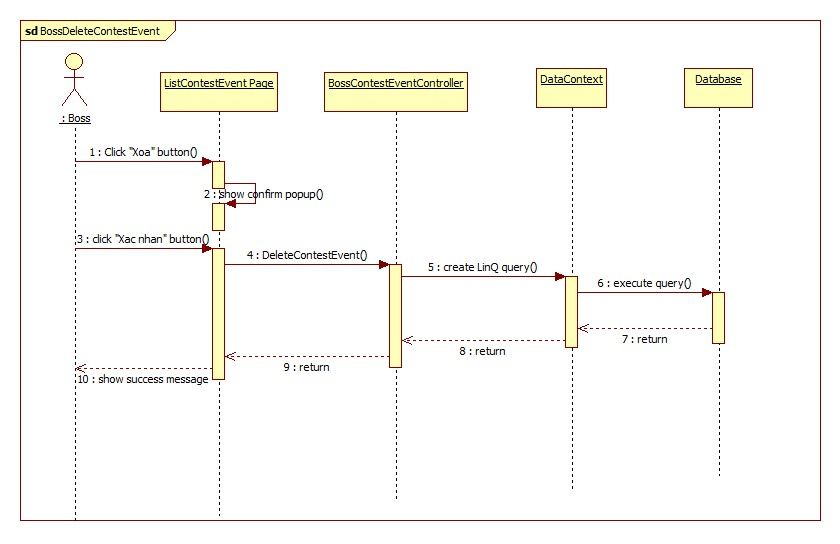 sd BossDeleteContestEvent
ListContestEvent Page
BossContestEventController
DataContext
Database
: Boss
1 : Click "Xoa" button()
2 : show confirm popup()
3 : click "Xac nhan" button()
4 : DeleteContestEvent()
5 : create LinQ query()
6 : execute query()
7 : return
8 : return
9 : return
10 : show success message